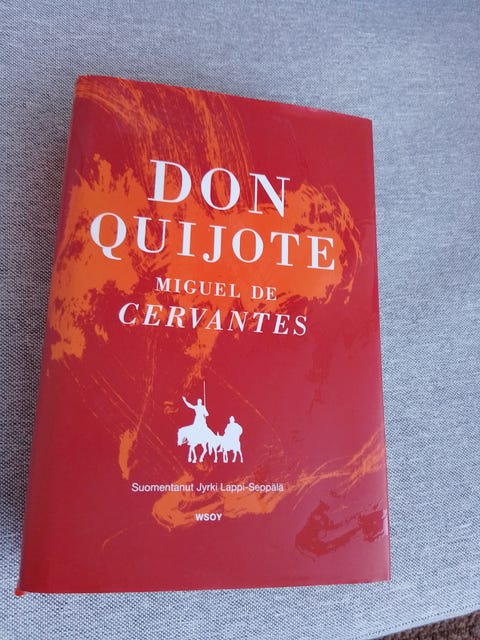 DON
QUIJOTE
MIGUEL DE
CERVANTES
Suomentanut Jyrki Lappi-Seppälä
WSOY